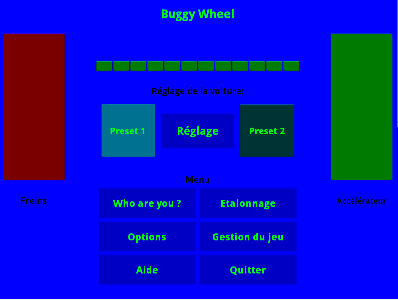 Buggy Wheel
Réglage de la voiture
Preset 1
Réglage
Preset 2
Menu
Freins
Accélérateur
Who are you ?
Etalonnage
Options
Gestion du jeu
Aide
Quitter